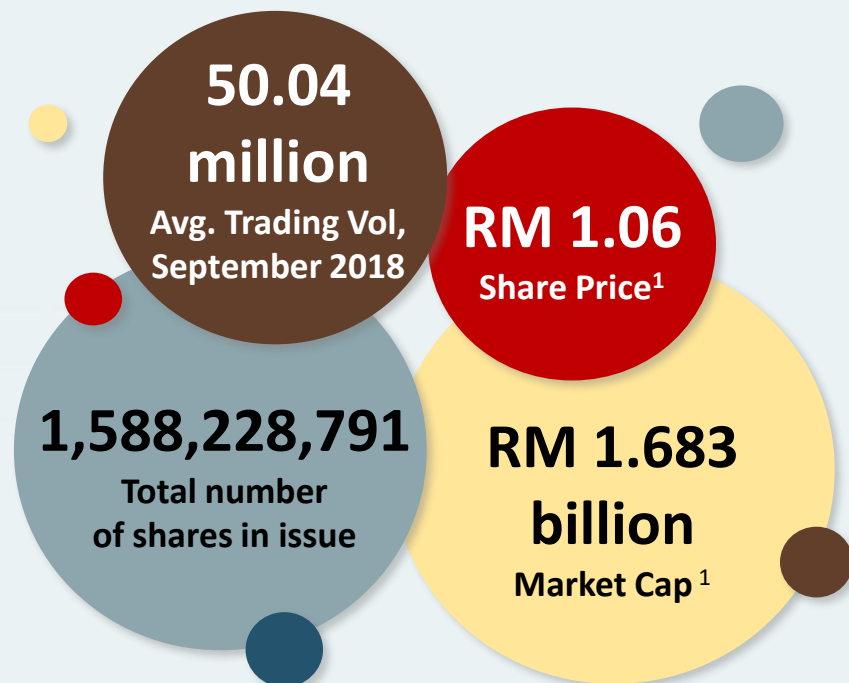 50.04
million
Avg. Trading Vol,
September 2018
RM 1.06
Share Price¹
1,588,228,791
Total number
of shares in issue
RM 1.683
billion
Market Cap ¹